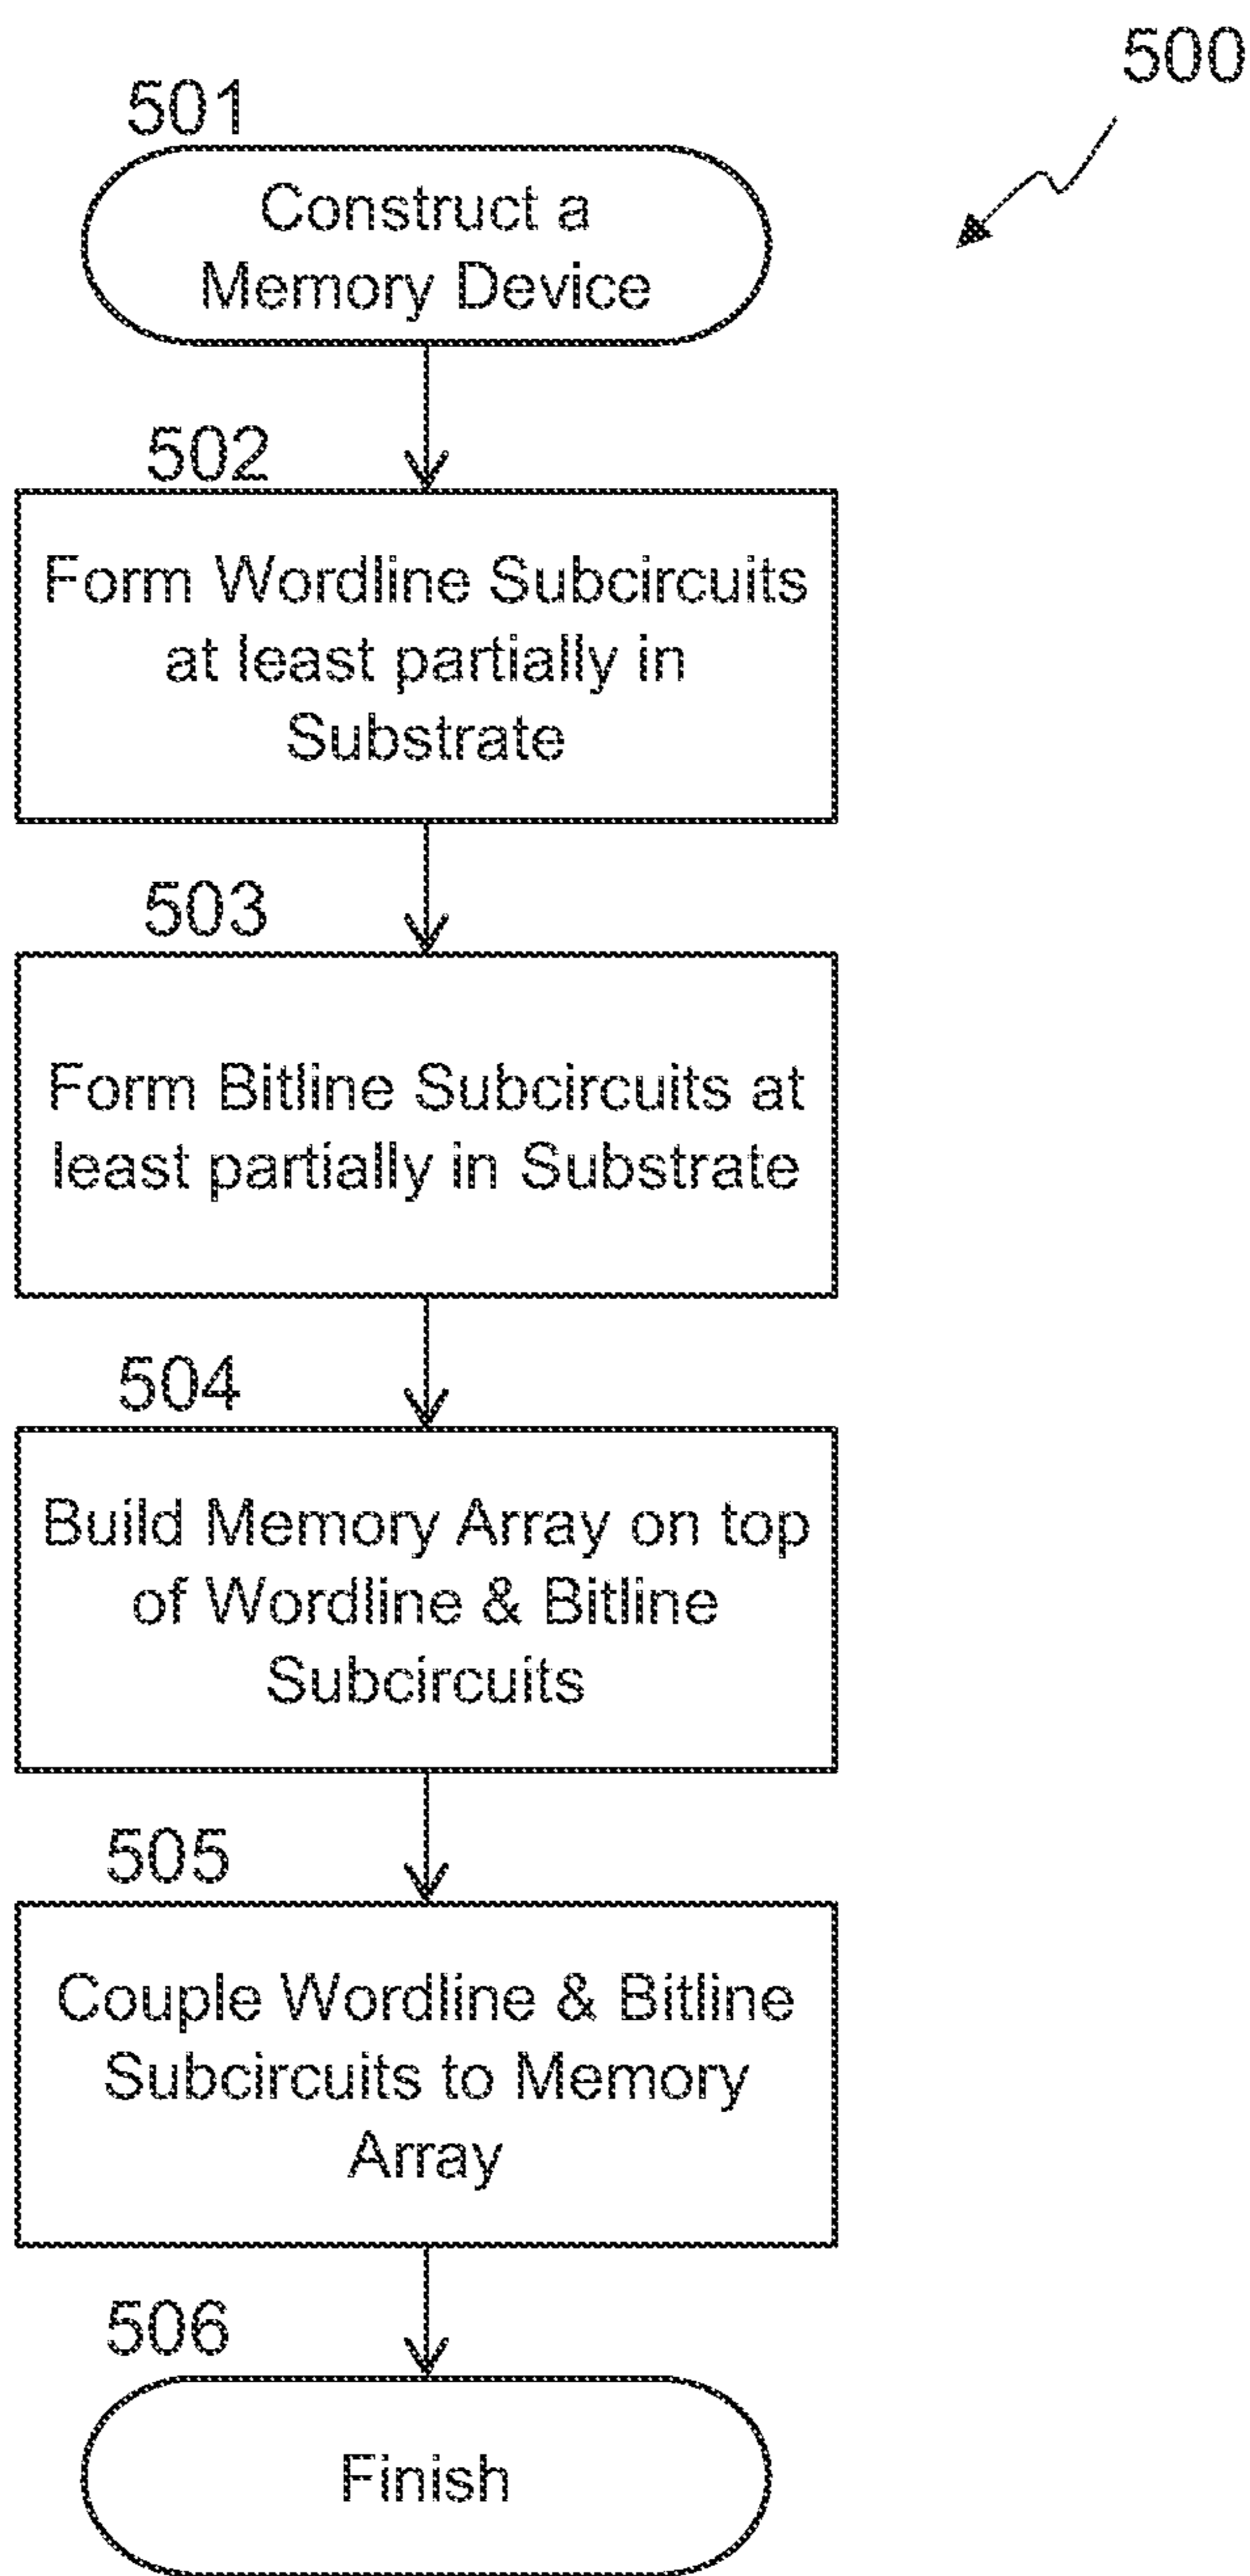 500
501
Construct a
Memory Device
502
Form Wordline Subcircuits
at least partially in
Substrate
503
Form Bitline Subcircuits at
least partially in Substrate
504
Build Memory Array on top
of Wordline & Bitline
Subcircuits
505
Couple Wordline & Bitline
Subcircuits to Memory
Array
506
Finish